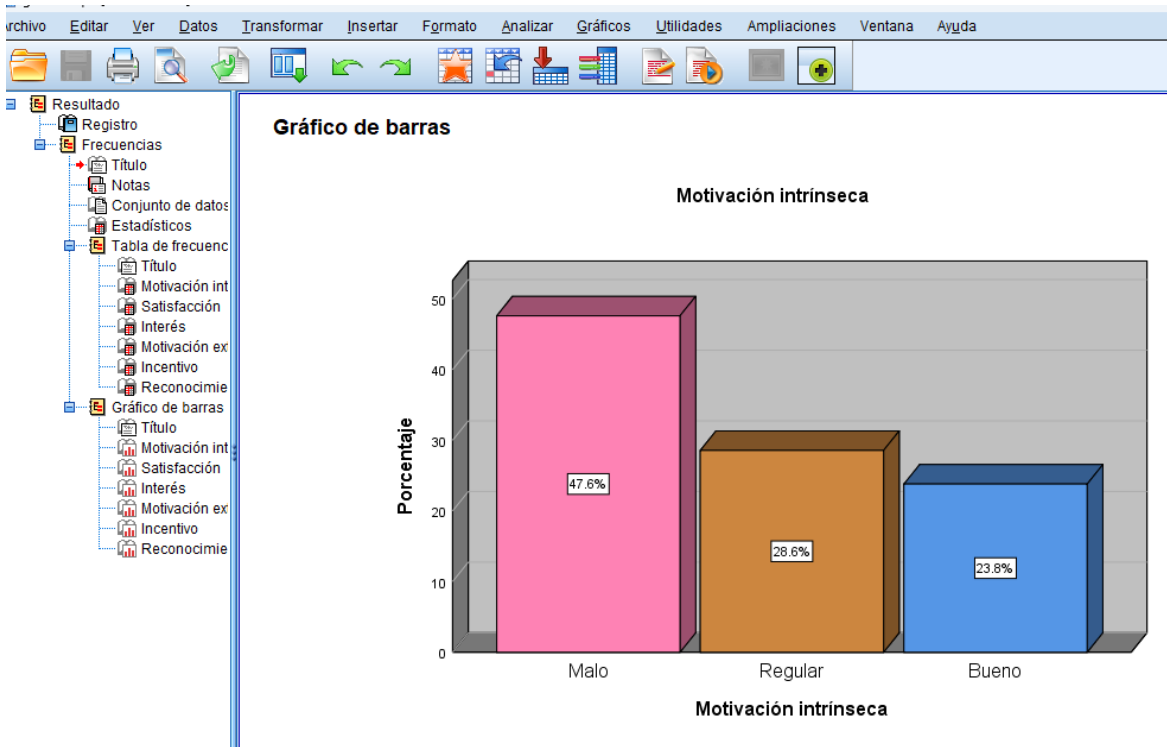 Archivo Editar Ver Datos Transformar Insertar Formato Analizar Gráficos Utilidades Ampliaciones Ventana Ayuda
Resultado
Registro
Frecuencias
Título
Notas
Conjunto de datos
Estadísticos
Tabla de frecuenc
Título
Motivación int
Satisfacción
Interés
Motivación ex
Incentivo
Reconocimie
Gráfico de barras
Título
Motivación int
Satisfacción
Interés
Motivación ex
Incentivo
Reconocimie
Gráfico de barras
Motivación intrínseca
Porcentaje
50
40
30
20
10
0
47.6%
28.6%
23.8%
Malo Regular Bueno
Motivación intrínseca